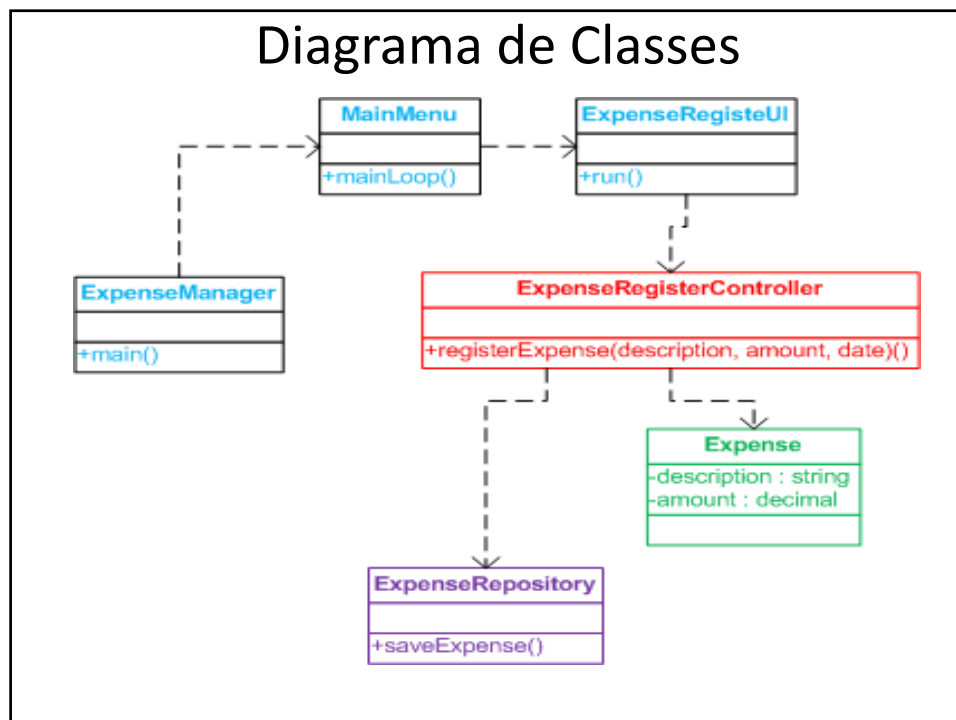 Diagrama de Classes
MainMenu
+mainLoop()
ExpenseRegisteUI
+run()
ExpenseManager
+main()
ExpenseRegisterController
+registerExpense(description, amount, date)()
Expense
-description : string
-amount : decimal
ExpenseRepository
+saveExpense()